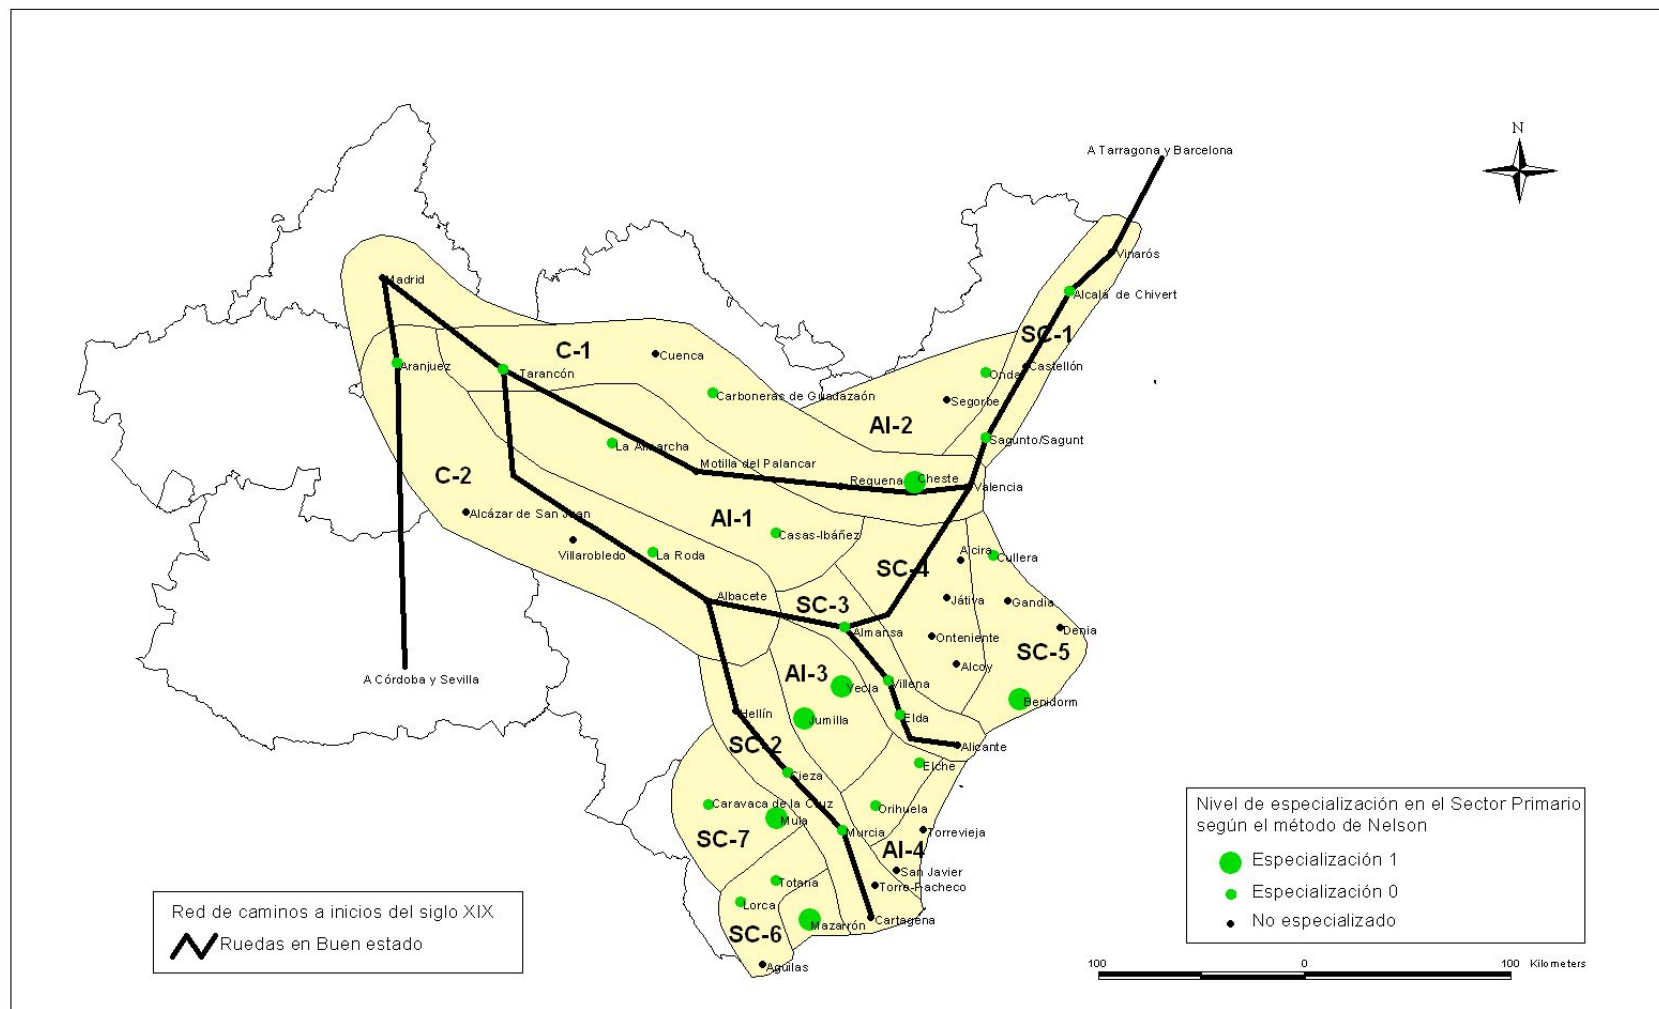 N
A Tarragona y Barcelona
Vinarós
Madrid
Alcalá de Chivert
SC-1
C-1
Cuenca
Aranjuez
Tarancón
Onda
Castellón
Carboneras de Guadazaón
Segorbe
AI-2
La Almarcha
Sagunto/Sagunt
Motilla del Palancar
C-2
Requena
Cheste
Valencia
Alcázar de San Juan
AI-1
Casas-Ibáñez
Villarobledo
La Roda
Alcira
Cullera
SC-4
Albacete
SC-3
Játiva
Gandia
Almansa
Onteniente
Denia
SC-5
A Córdoba y Sevilla
AI-3
Alcoy
Yecla
Villena
Benidorm
Hellín
Jumilla
Elda
SC-2
Alicante
Cieza
Elche
Caravaca de la Cruz
Orihuela
Mula
Murcia
Torrevieja
SC-7
AI-4
San Javier
Totana
Torre-Pacheco
Lorca
Mazarrón
Cartagena
SC-6
Aguilas
Nivel de especialización en el Sector Primario
según el método de Nelson
Especialización 1
Especialización 0
No especializado
Red de caminos a inicios del siglo XIX
Ruedas en Buen estado
100 0 100 Kilometers